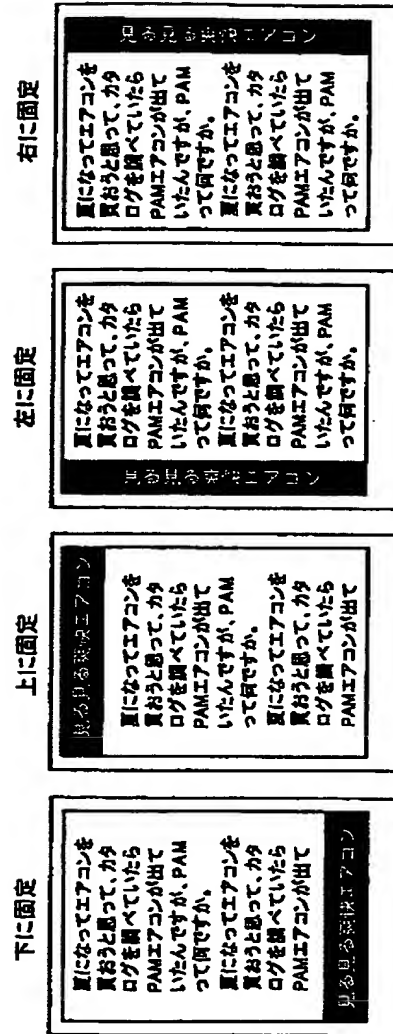 下に固定
夏になってエアコンを
買おうと思って、カタ
ログを調べていたら
PAMエアコンが出て
いたんですが、PAM
って何ですか。
夏になってエアコンを
買おうと思って、カタ
ログを調べていたら
PAMエアコンが出て
いたんですが、PAM
って何ですか。
見る見る爽快エアコン
上に固定
見る見る爽快エアコン
夏になってエアコンを
買おうと思って、カタ
ログを調べていたら
PAMエアコンが出て
いたんですが、PAM
って何ですか。
夏になってエアコンを
買おうと思って、カタ
ログを調べていたら
PAMエアコンが出て
左に固定
見る見る爽快エアコン
夏になってエアコンを
買おうと思って、カタ
ログを調べていたら
PAMエアコンが出て
いたんですが、PAM
って何ですか。
夏になってエアコンを
買おうと思って、カタ
ログを調べていたら
PAMエアコンが出て
いたんですが、PAM
って何ですか。
右に固定
夏になってエアコンを
買おうと思って、カタ
ログを調べていたら
PAMエアコンが出て
いたんですが、PAM
って何ですか。
夏になってエアコンを
買おうと思って、カタ
ログを調べていたら
PAMエアコンが出て
いたんですが、PAM
って何ですか。
見る見る爽快エアコン